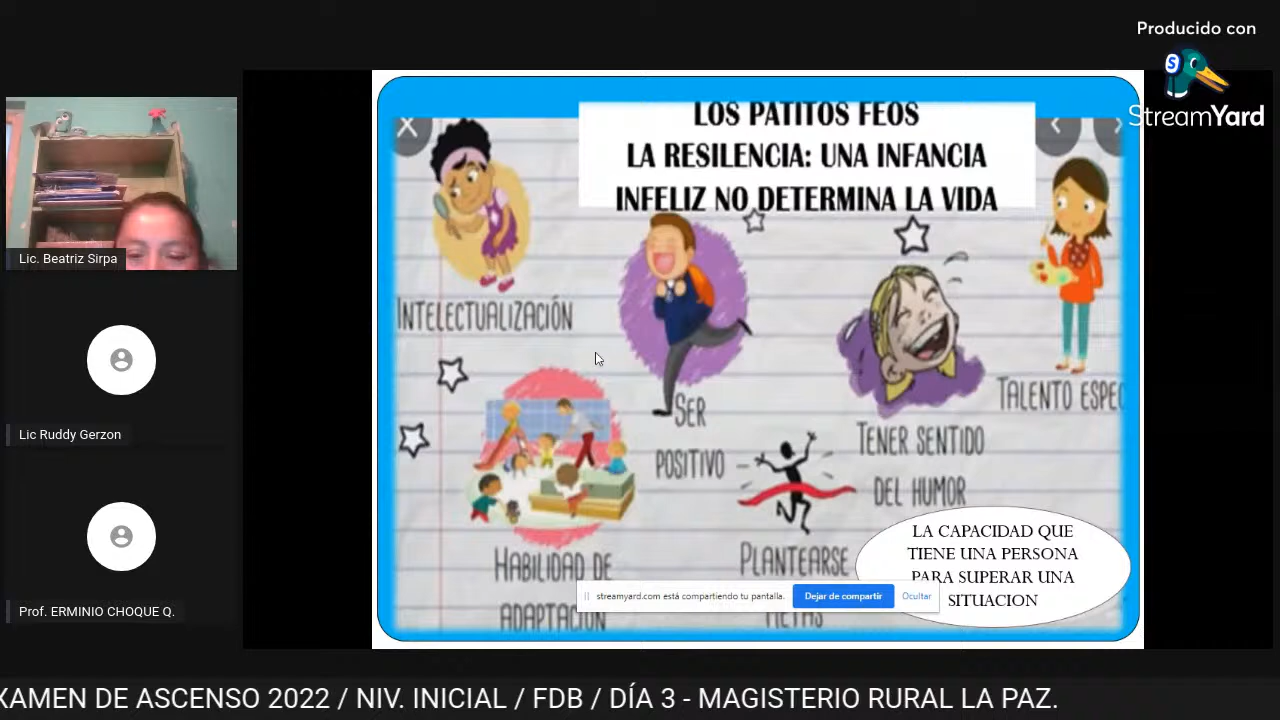 Producido con
StreamYard
LOS PATITOS FEOS
LA RESILENCIA: UNA INFANCIA
INFELIZ NO DETERMINA LA VIDA
Lic. Beatriz Sirpa
INTELECTUALIZACIÓN
TALENTO ESPEC
SER
POSITIVO
TENER SENTIDO
DEL HUMOR
Lic Ruddy Gerzon
HABILIDAD DE
ADAPTACIÓN
PLANTEARSE
METAS
LA CAPACIDAD QUE
TIENE UNA PERSONA
PARA SUPERAR UNA
SITUACION
streamyard.com está compartiendo tu pantalla.
Dejar de compartir
Ocultar
Prof. ERMINIO CHOQUE Q.
XAMEN DE ASCENSO 2022 / NIV. INICIAL / FDB / DÍA 3 - MAGISTERIO RURAL LA PAZ.